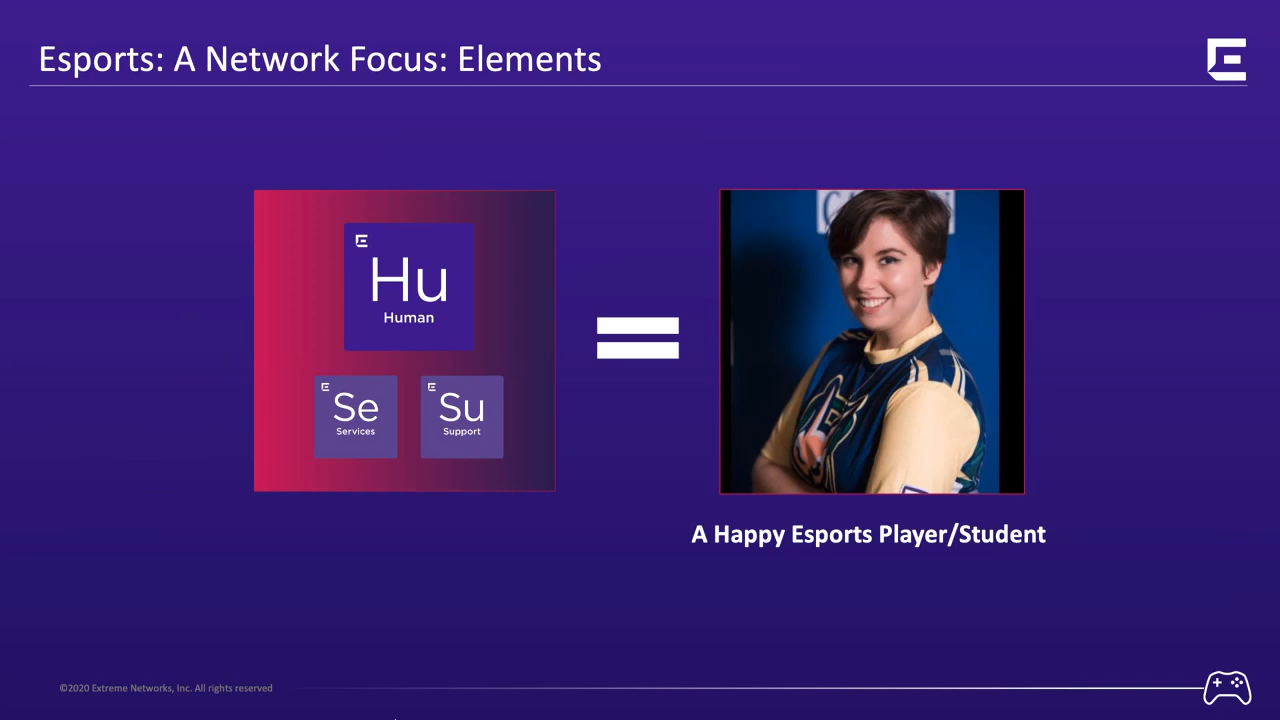 Esports: A Network Focus: Elements
Hu
Human
Se
Services
Su
Support
A Happy Esports Player/Student
©2020 Extreme Networks, Inc. All rights reserved